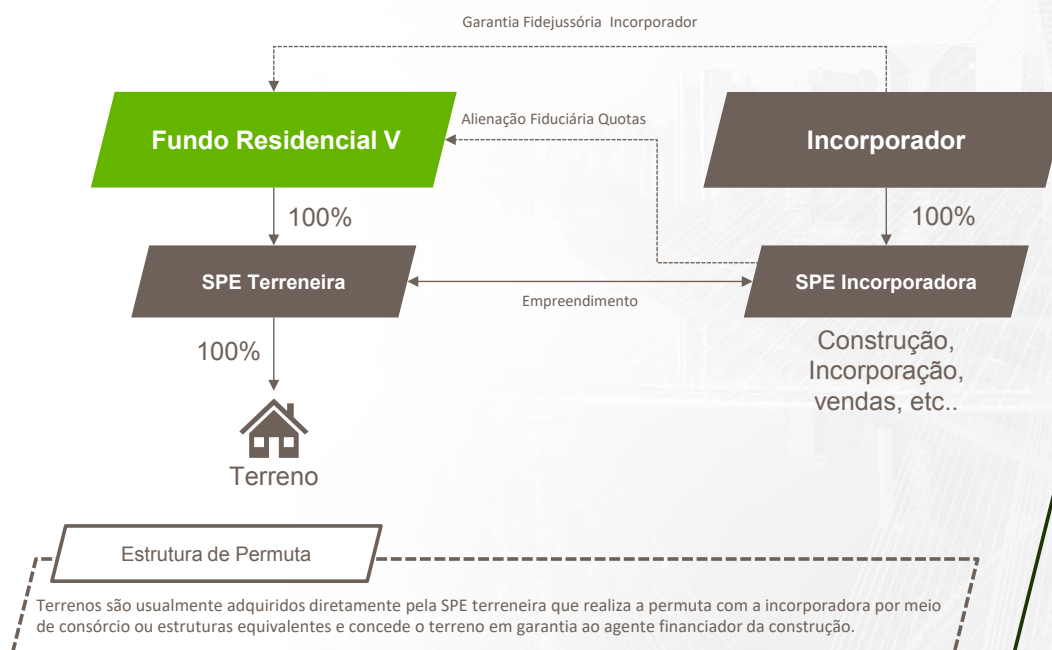 Garantia Fidejussória Incorporador
Fundo Residencial V
Alienação Fiduciária Quotas
Incorporador
100%
100%
SPE Terreneira
Empreendimento
SPE Incorporadora
100%
Construção,
Incorporação,
vendas, etc..
Terreno
Estrutura de Permuta
Terrenos são usualmente adquiridos diretamente pela SPE terreneira que realiza a permuta com a incorporadora por meio
de consórcio ou estruturas equivalentes e concede o terreno em garantia ao agente financiador da construção.